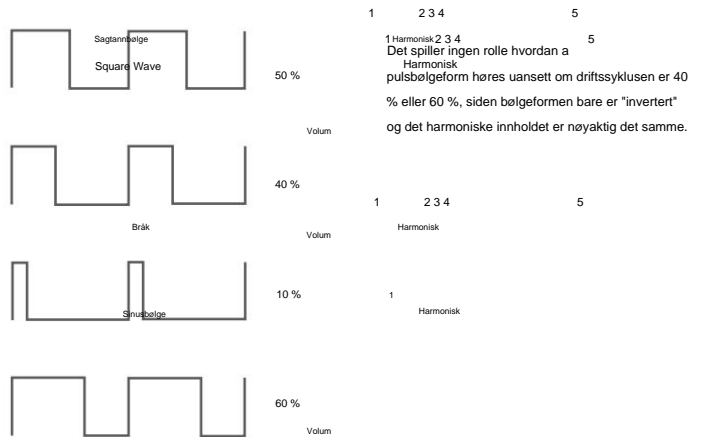 1 2 3 4 5
Sagtannbølge
1 Harmonisk 2 3 4 5
Det spiller ingen rolle hvordan a
Square Wave
Harmonisk
50 %
pulsbølgeform høres uansett om driftssyklusen er 40
% eller 60 %, siden bølgeformen bare er "invertert"
Volum
og det harmoniske innholdet er nøyaktig det samme.
40 %
1 2 3 4 5
Bråk
Harmonisk
Volum
10 %
1
Sinusbølge
Harmonisk
60 %
Volum